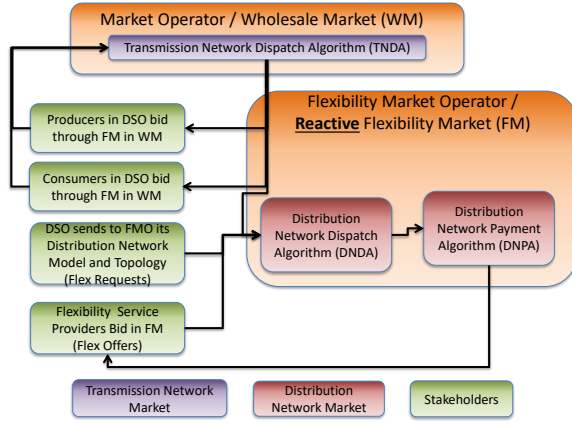 Market Operator / Wholesale Market (WM)
Transmission Network Dispatch Algorithm (TNDA)
Producers in DSO bid
through FM in WM
Consumers in DSO bid
through FM in WM
DSO sends to FMO its
Distribution Network
Model and Topology
(Flex Requests)
Flexibility Service
Providers Bid in FM
(Flex Offers)
Flexibility Market Operator /
Reactive Flexibility Market (FM)
Distribution
Network Dispatch
Algorithm (DNDA)
Distribution
Network Payment
Algorithm (DNPA)
Transmission Network
Market
Distribution
Network Market
Stakeholders